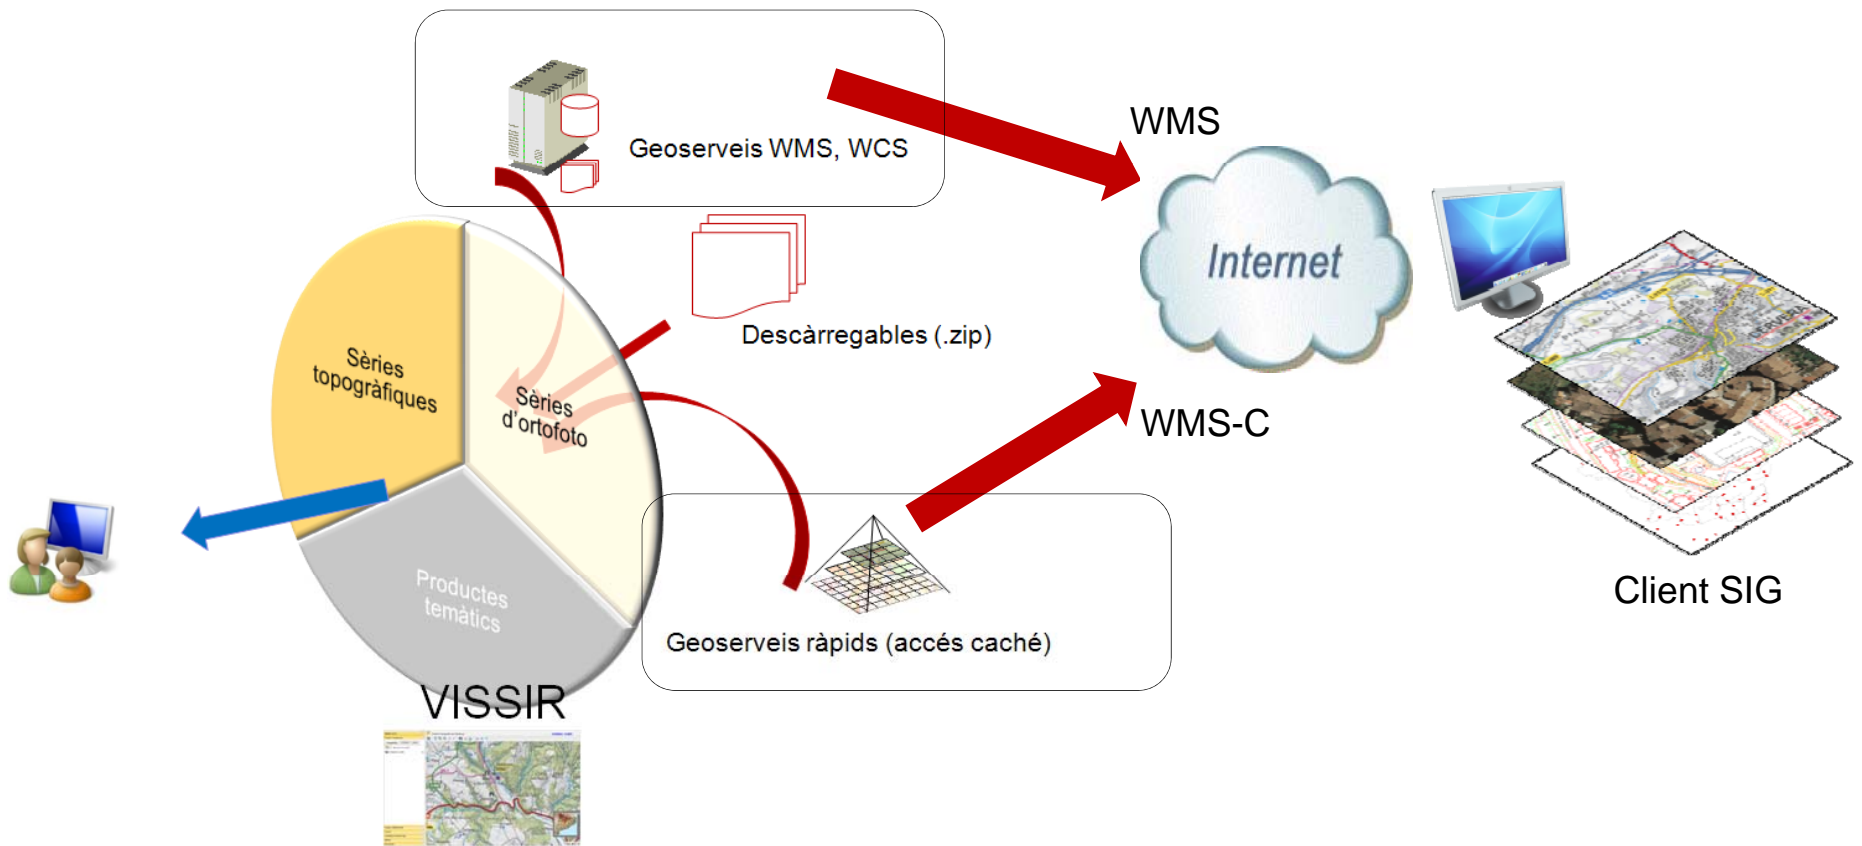 Geoserveis WMS, WCS
WMS
Internet
Descàrregables (.zip)
Sèries
topogràfiques
Sèries
d'ortofoto
WMS-C
CERVERA
Productes
temàtics
Geoserveis ràpids (accés caché)
Client SIG
VISSIR